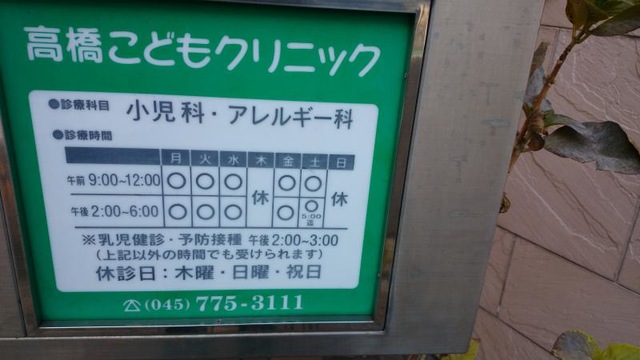 高橋こどもクリニック
●診療科目 小児科・アレルギー科
●診療時間
月 火 水 木 金 土 日
午前 9:00~12:00 ○ ○ ○ 休 ○ ○ 休
午後 2:00~6:00 ○ ○ ○ ○ ○ 5:00迄
※乳児健診・予防接種 午後 2:00~3:00
(上記以外の時間でも受けられます)
休診日:木曜・日曜・祝日
☎(045)775-3111